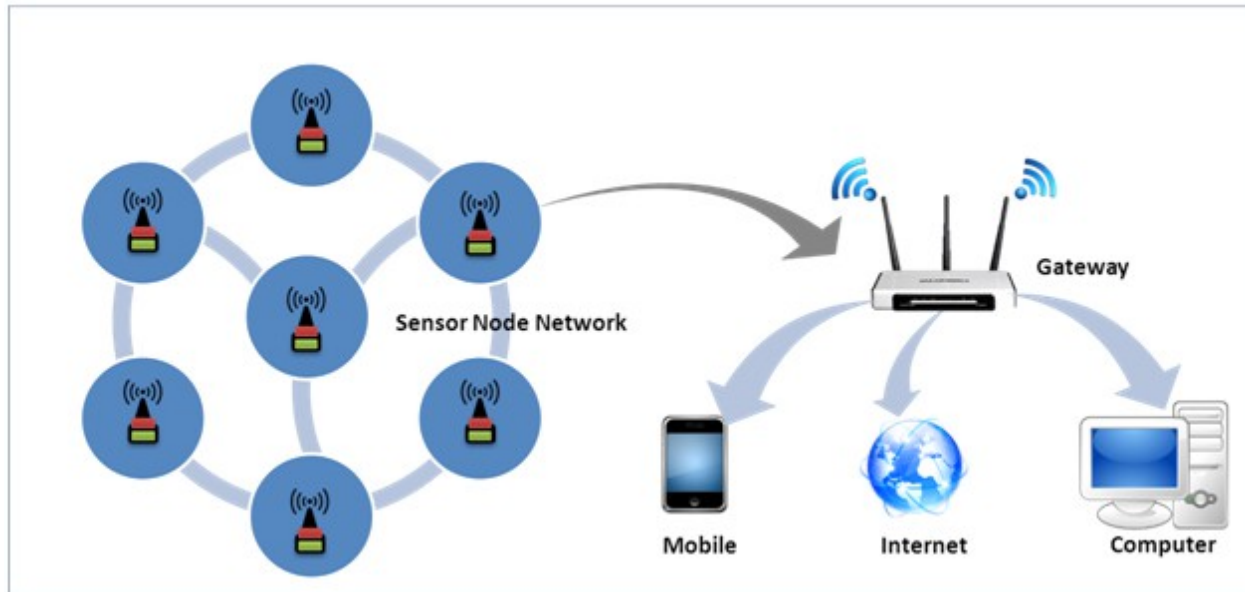 Sensor Node Network
Gateway
Mobile
Internet
Computer